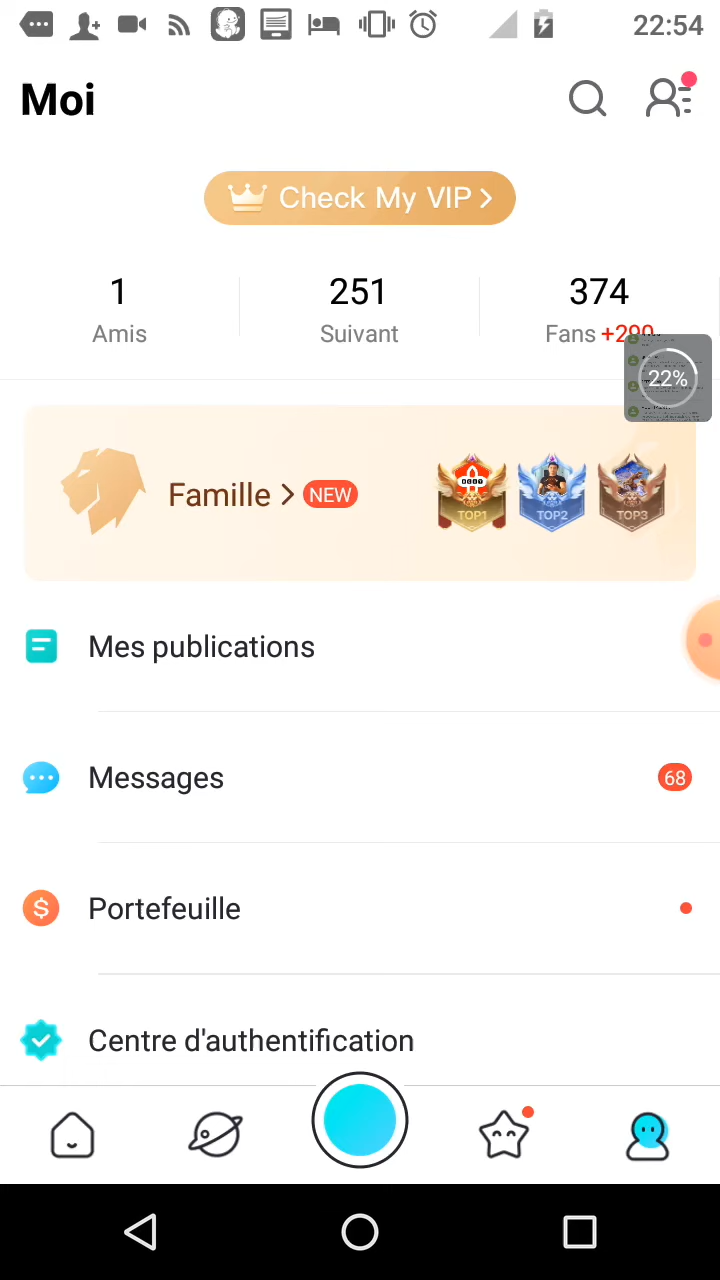 22:54
Moi
Check My VIP
1
251
374
Amis
Suivant
Fans +290
22%
Famille
NEW
TOP1
TOP2
TOP3
Mes publications
Messages
68
Portefeuille
Centre d'authentification